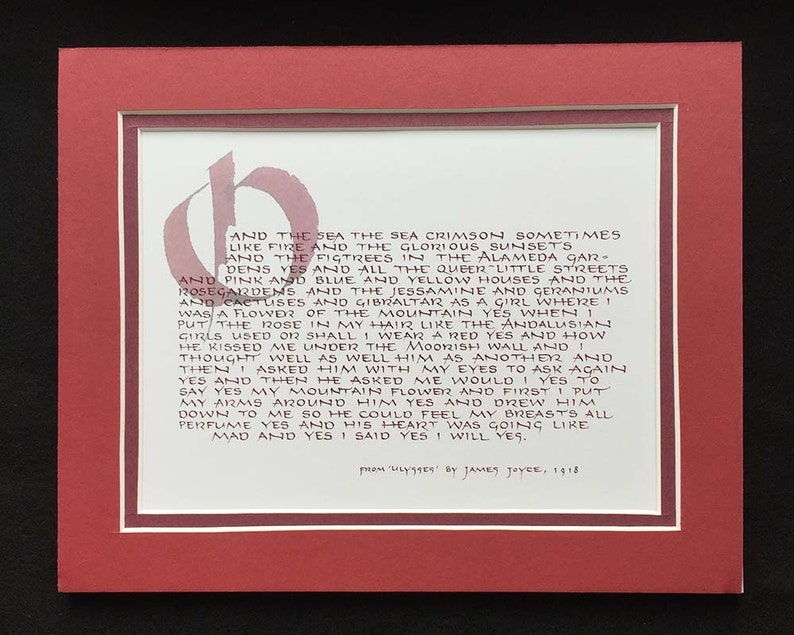 O
AND THE SEA THE SEA CRIMSON SOMETIMES
LIKE FIRE AND THE GLORIOUS SUNSETS
AND THE FIGTREES IN THE ALAMEDA GAR-
DENS YES AND ALL THE QUEER LITTLE STREETS
AND PINK AND BLUE AND YELLOW HOUSES AND THE
ROSEGARDENS AND THE JESSAMINE AND GERANIUMS
AND CACTUSES AND GIBRALTAR AS A GIRL WHERE I
WAS A FLOWER OF THE MOUNTAIN YES WHEN I
PUT THE ROSE IN MY HAIR LIKE THE ANDALUSIAN
GIRLS USED OR SHALL I WEAR A RED YES AND HOW
HE KISSED ME UNDER THE MOORISH WALL AND I
THOUGHT WELL AS WELL HIM AS ANOTHER AND
THEN I ASKED HIM WITH MY EYES TO ASK AGAIN
YES AND THEN HE ASKED ME WOULD I YES TO
SAY YES MY MOUNTAIN FLOWER AND FIRST I PUT
MY ARMS AROUND HIM YES AND DREW HIM
DOWN TO ME SO HE COULD FEEL MY BREASTS ALL
PERFUME YES AND HIS HEART WAS GOING LIKE
MAD AND YES I SAID YES I WILL YES.
FROM 'ULYSSES' BY JAMES JOYCE, 1918